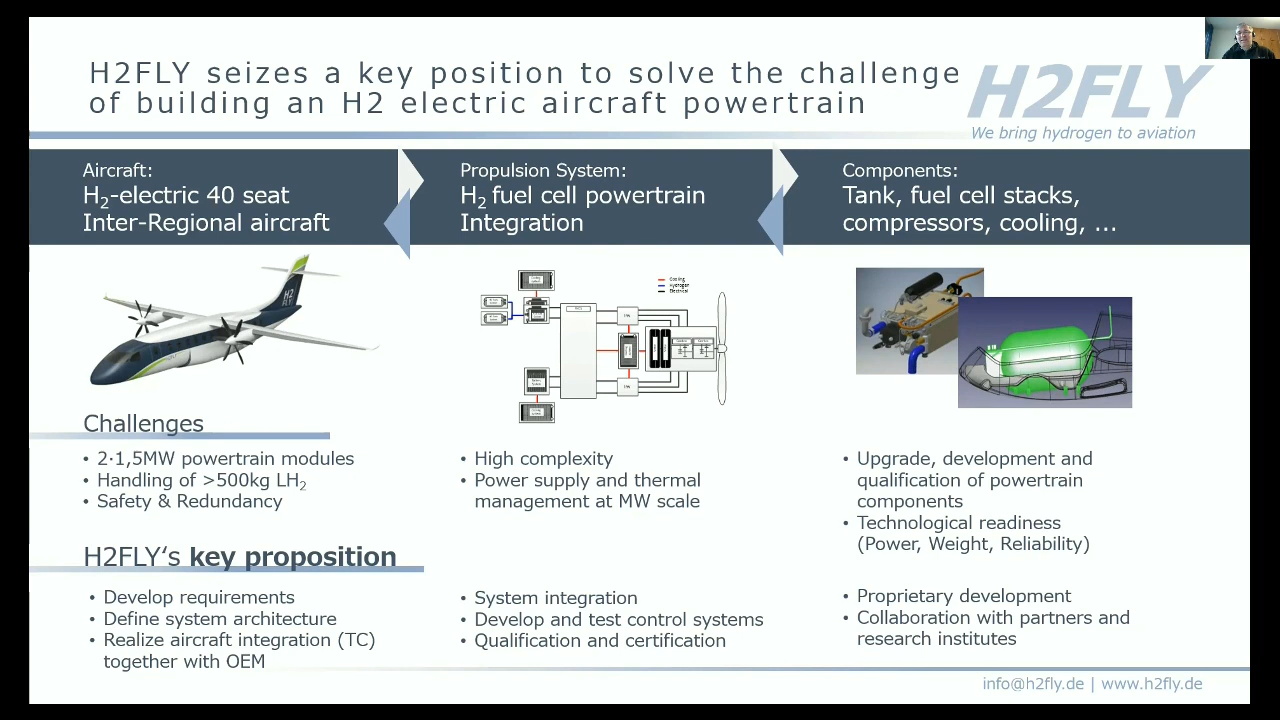 H2FLY seizes a key position to solve the challenge
of building an H2 electric aircraft powertrain
H2FLY
We bring hydrogen to aviation
Aircraft:
H2-electric 40 seat
Inter-Regional aircraft
Propulsion System:
H2 fuel cell powertrain
Integration
Components:
Tank, fuel cell stacks,
compressors, cooling, ...
H2
Cooling
Hydrogen
Electrical
Challenges
• 2·1,5MW powertrain modules
• Handling of >500kg LH2
• Safety & Redundancy
• High complexity
• Power supply and thermal
management at MW scale
• Upgrade, development and
qualification of powertrain
components
• Technological readiness
(Power, Weight, Reliability)
H2FLY‘s key proposition
• Develop requirements
• Define system architecture
• Realize aircraft integration (TC)
together with OEM
• System integration
• Develop and test control systems
• Qualification and certification
• Proprietary development
• Collaboration with partners and
research institutes
info@h2fly.de | www.h2fly.de